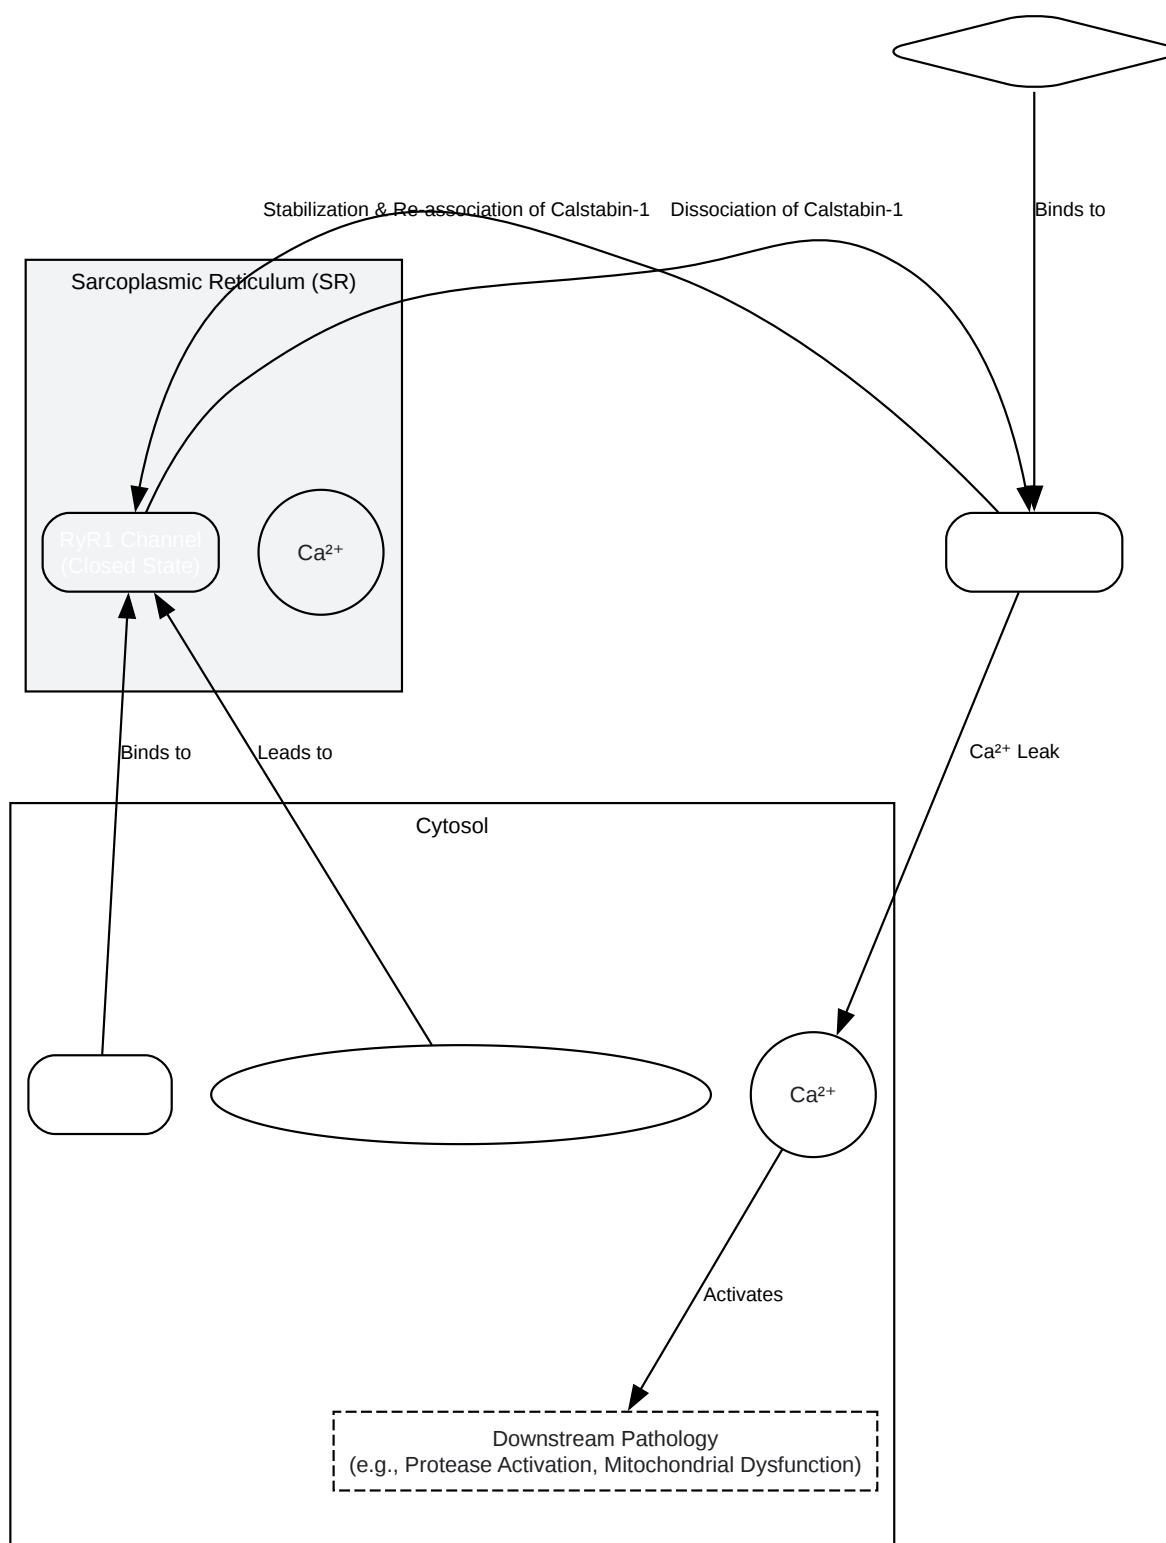 Stabilization & Re-association of Calstabin-1
Dissociation of Calstabin-1
Binds to
Sarcoplasmic Reticulum (SR)
RyR1 Channel
(Closed State)
Ca²⁺
Binds to
Leads to
Ca²⁺ Leak
Cytosol
Ca²⁺
Activates
Downstream Pathology
(e.g., Protease Activation, Mitochondrial Dysfunction)